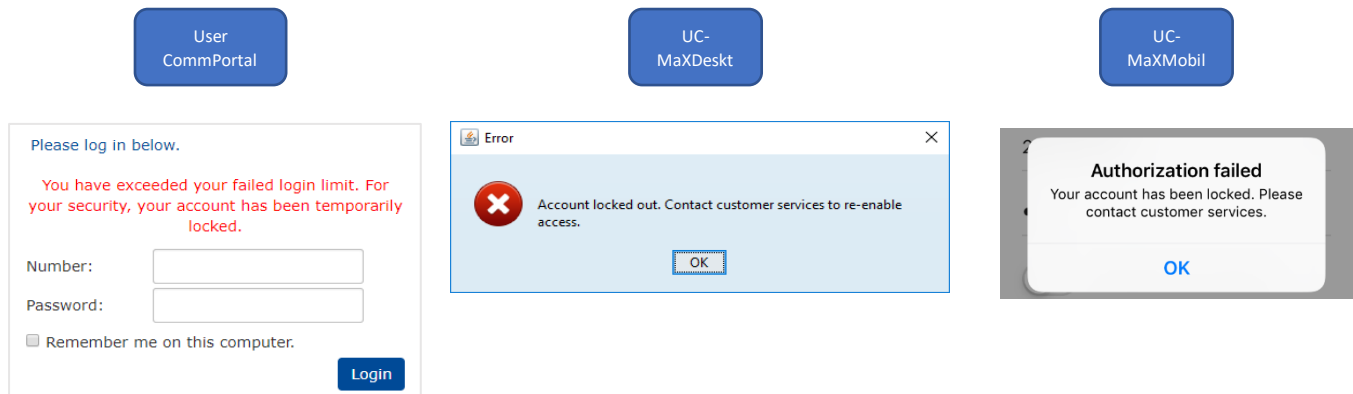 User
CommPortal
UC-
MaXDeskt
UC-
MaXMobil
Please log in below.
You have exceeded your failed login limit. For
your security, your account has been temporarily
locked.
Number:
Password:
Remember me on this computer.
Login
Error
Account locked out. Contact customer services to re-enable
access.
OK
2
Authorization failed
Your account has been locked. Please
contact customer services.
OK